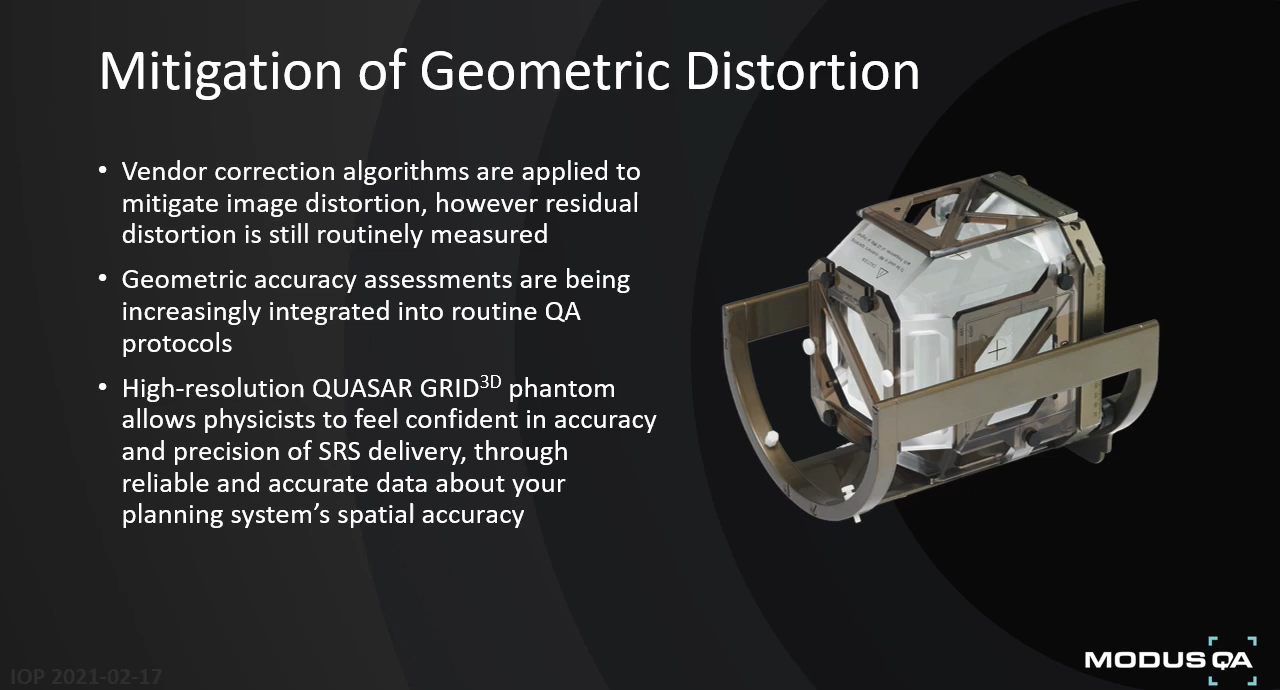 Mitigation of Geometric Distortion
• Vendor correction algorithms are applied to
mitigate image distortion, however residual
distortion is still routinely measured
• Geometric accuracy assessments are being
increasingly integrated into routine QA
protocols
• High-resolution QUASAR GRID3D phantom
allows physicists to feel confident in accuracy
and precision of SRS delivery, through
reliable and accurate data about your
planning system’s spatial accuracy
IOP 2021-02-17
MODUS QA